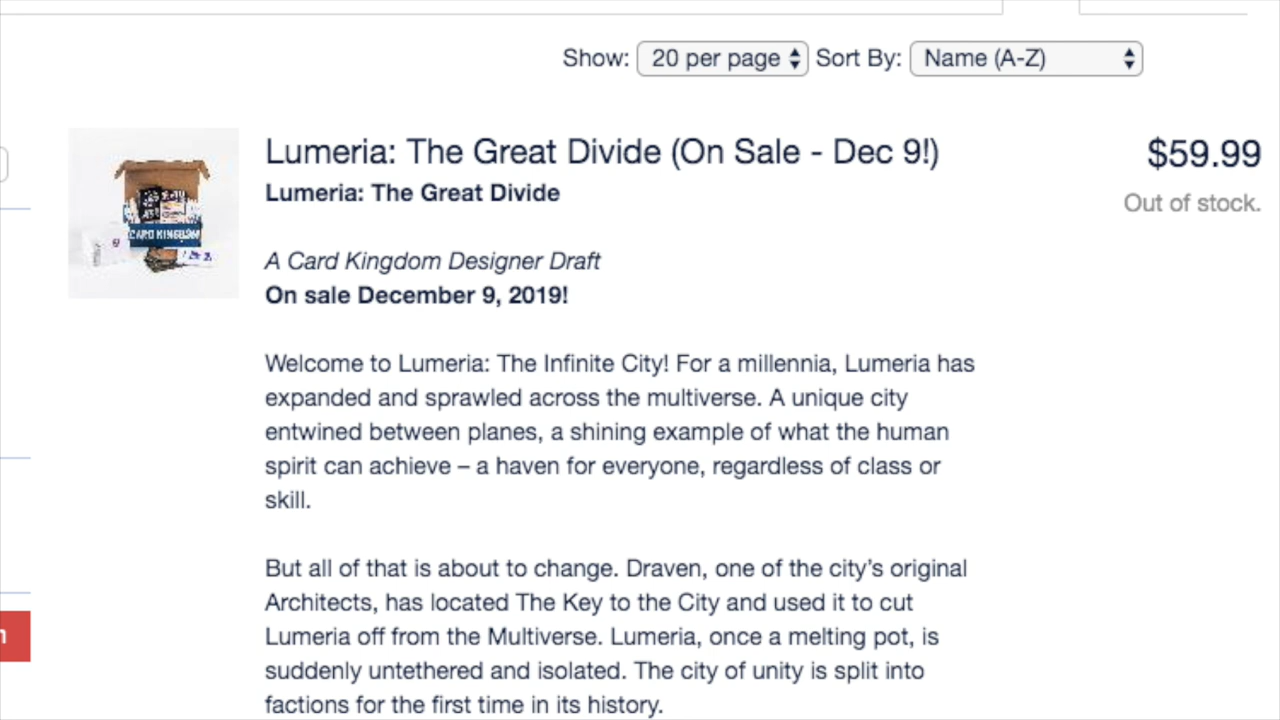 Show: 20 per page Sort By: Name (A-Z)
Lumeria: The Great Divide (On Sale - Dec 9!) $59.99
Lumeria: The Great Divide Out of stock.
CARD KINGDOM
A Card Kingdom Designer Draft
On sale December 9, 2019!
Welcome to Lumeria: The Infinite City! For a millennia, Lumeria has
expanded and sprawled across the multiverse. A unique city
entwined between planes, a shining example of what the human
spirit can achieve – a haven for everyone, regardless of class or
skill.
But all of that is about to change. Draven, one of the city's original
Architects, has located The Key to the City and used it to cut
Lumeria off from the Multiverse. Lumeria, once a melting pot, is
suddenly untethered and isolated. The city of unity is split into
factions for the first time in its history.